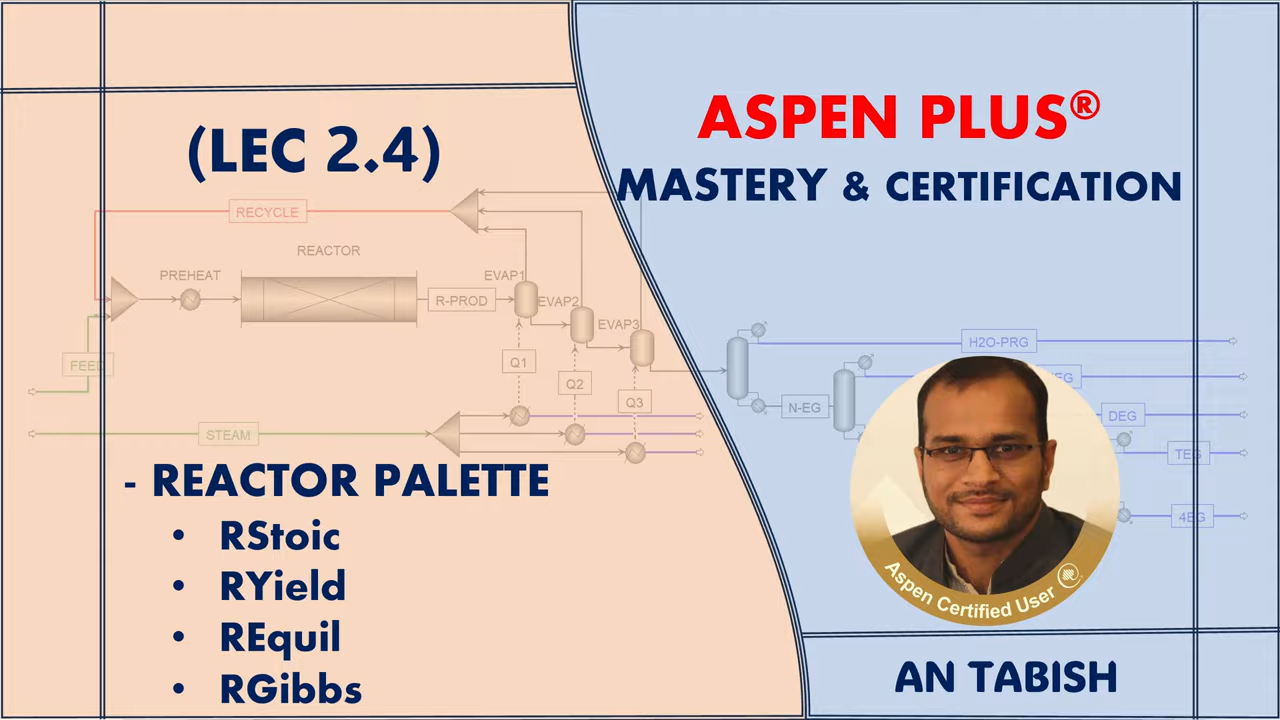 (LEC 2.4)
ASPEN PLUS®
MASTERY & CERTIFICATION
RECYCLE
REACTOR
PREHEAT
R-PROD
EVAP1
EVAP2
EVAP3
FEED
Q1
Q2
Q3
STEAM
H2O-PRG
EG
N-EG
DEG
TEG
4EG
- REACTOR PALETTE
• RStoic
• RYield
• REquil
• RGibbs
Aspen Certified User
AN TABISH